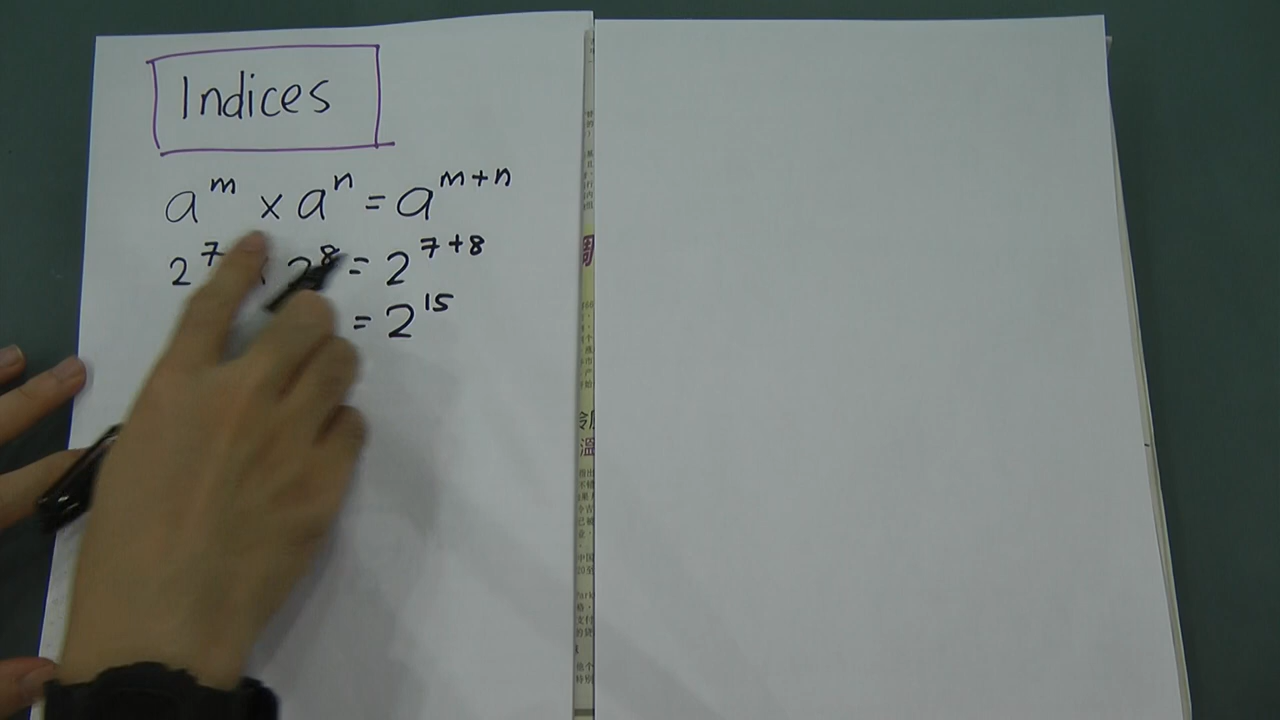 Indices
a^m × a^n = a^{m+n}
2^7 × 2^8 = 2^{7+8}
= 2^{15}